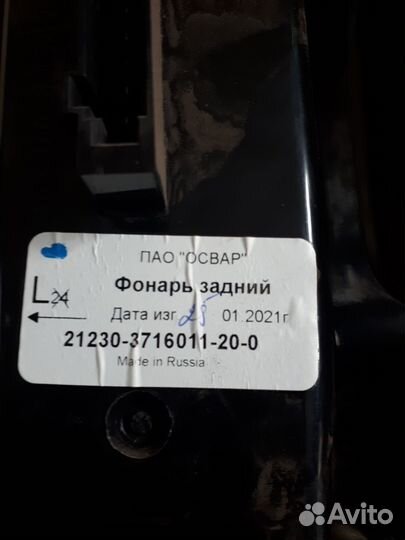 ПАО "ОСВАР"
L 24 Фонарь задний
Дата изг. 25 01.2021г
21230-3716011-20-0
Made in Russia
Avito